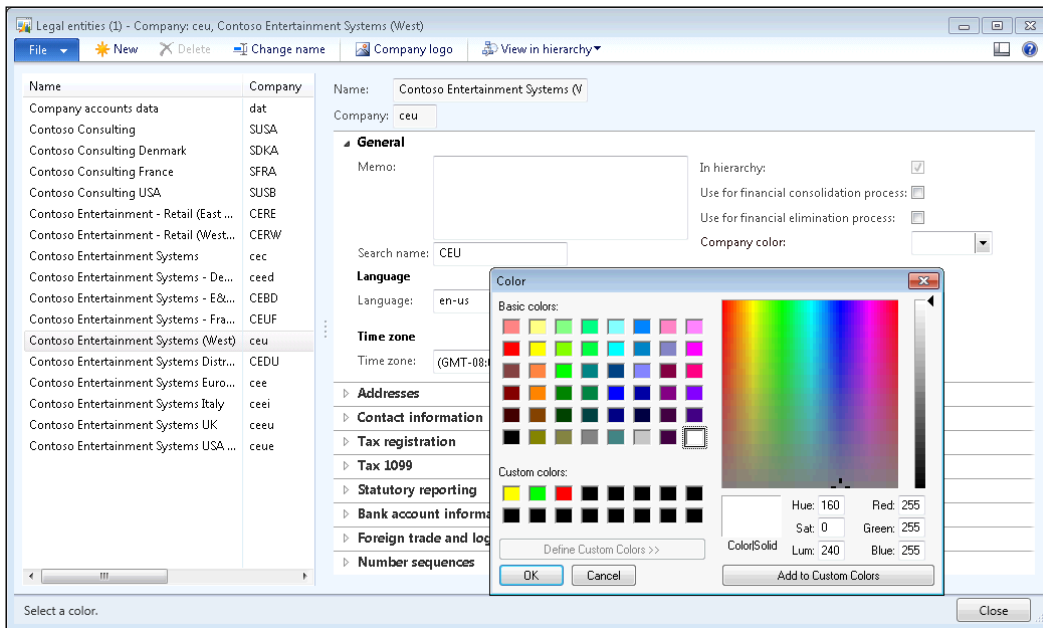 Legal entities (1) - Company: ceu, Contoso Entertainment Systems (West)
File New Delete Change name Company logo View in hierarchy
Name Company
Company accounts data dat
Contoso Consulting SUSA
Contoso Consulting Denmark SDKA
Contoso Consulting France SFRA
Contoso Consulting USA SUSB
Contoso Entertainment - Retail (East ... CERE
Contoso Entertainment - Retail (West... CERW
Contoso Entertainment Systems cec
Contoso Entertainment Systems - De... ceed
Contoso Entertainment Systems - E&... CEBD
Contoso Entertainment Systems - Fra... CEUF
Contoso Entertainment Systems (West) ceu
Contoso Entertainment Systems Distr... CEDU
Contoso Entertainment Systems Euro... cee
Contoso Entertainment Systems Italy ceei
Contoso Entertainment Systems UK ceeu
Contoso Entertainment Systems USA ... ceue
Name: Contoso Entertainment Systems (W
Company: ceu
General
Memo:
In hierarchy:
Use for financial consolidation process:
Use for financial elimination process:
Company color:
Search name: CEU
Language
Language: en-us
Time zone
Time zone: (GMT-08:
Addresses
Contact information
Tax registration
Tax 1099
Statutory reporting
Bank account informa
Foreign trade and log
Number sequences
Color
Basic colors:
Custom colors:
Define Custom Colors >>
OK Cancel
Color|Solid
Hue: 160 Red: 255
Sat: 0 Green: 255
Lum: 240 Blue: 255
Add to Custom Colors
Select a color.
Close